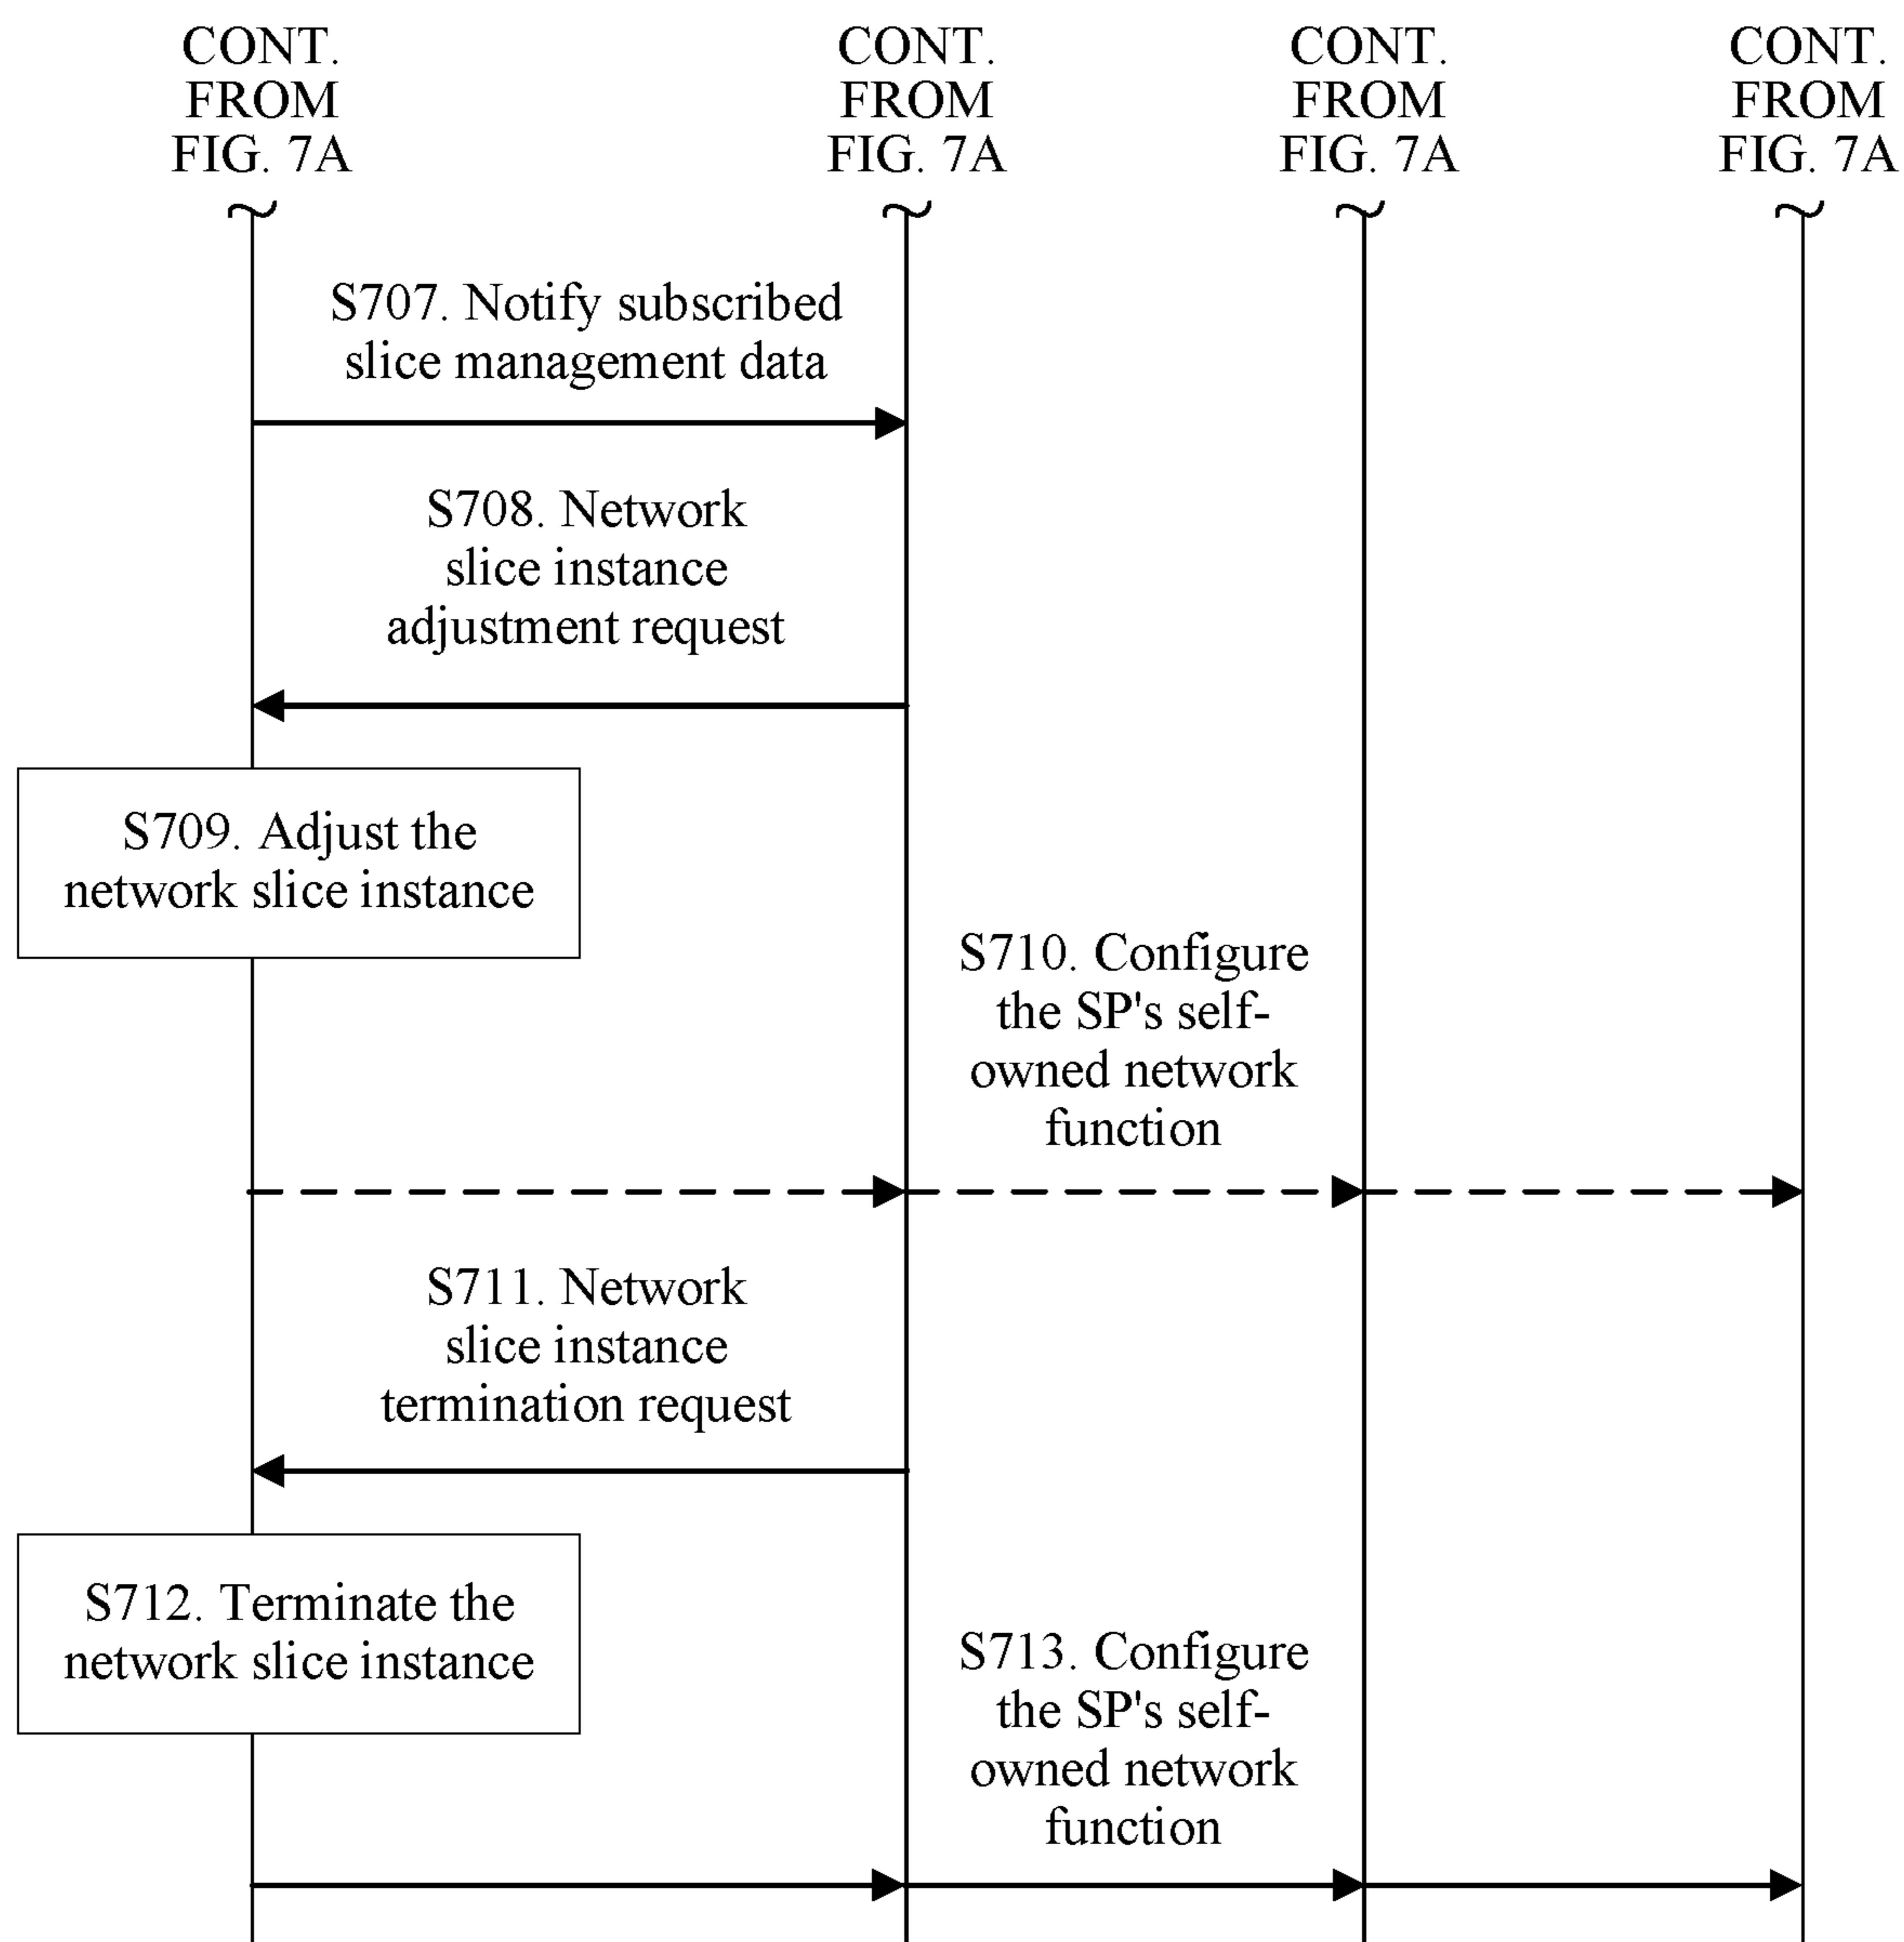 CONT.
FROM
FIG. 7A
CONT.
FROM
FIG. 7A
CONT.
FROM
FIG. 7A
CONT.
FROM
FIG. 7A
S707. Notify subscribed
slice management data
S708. Network
slice instance
adjustment request
S709. Adjust the
network slice instance
S710. Configure
the SP's self-
owned network
function
S711. Network
slice instance
termination request
S712. Terminate the
network slice instance
S713. Configure
the SP's self-
owned network
function